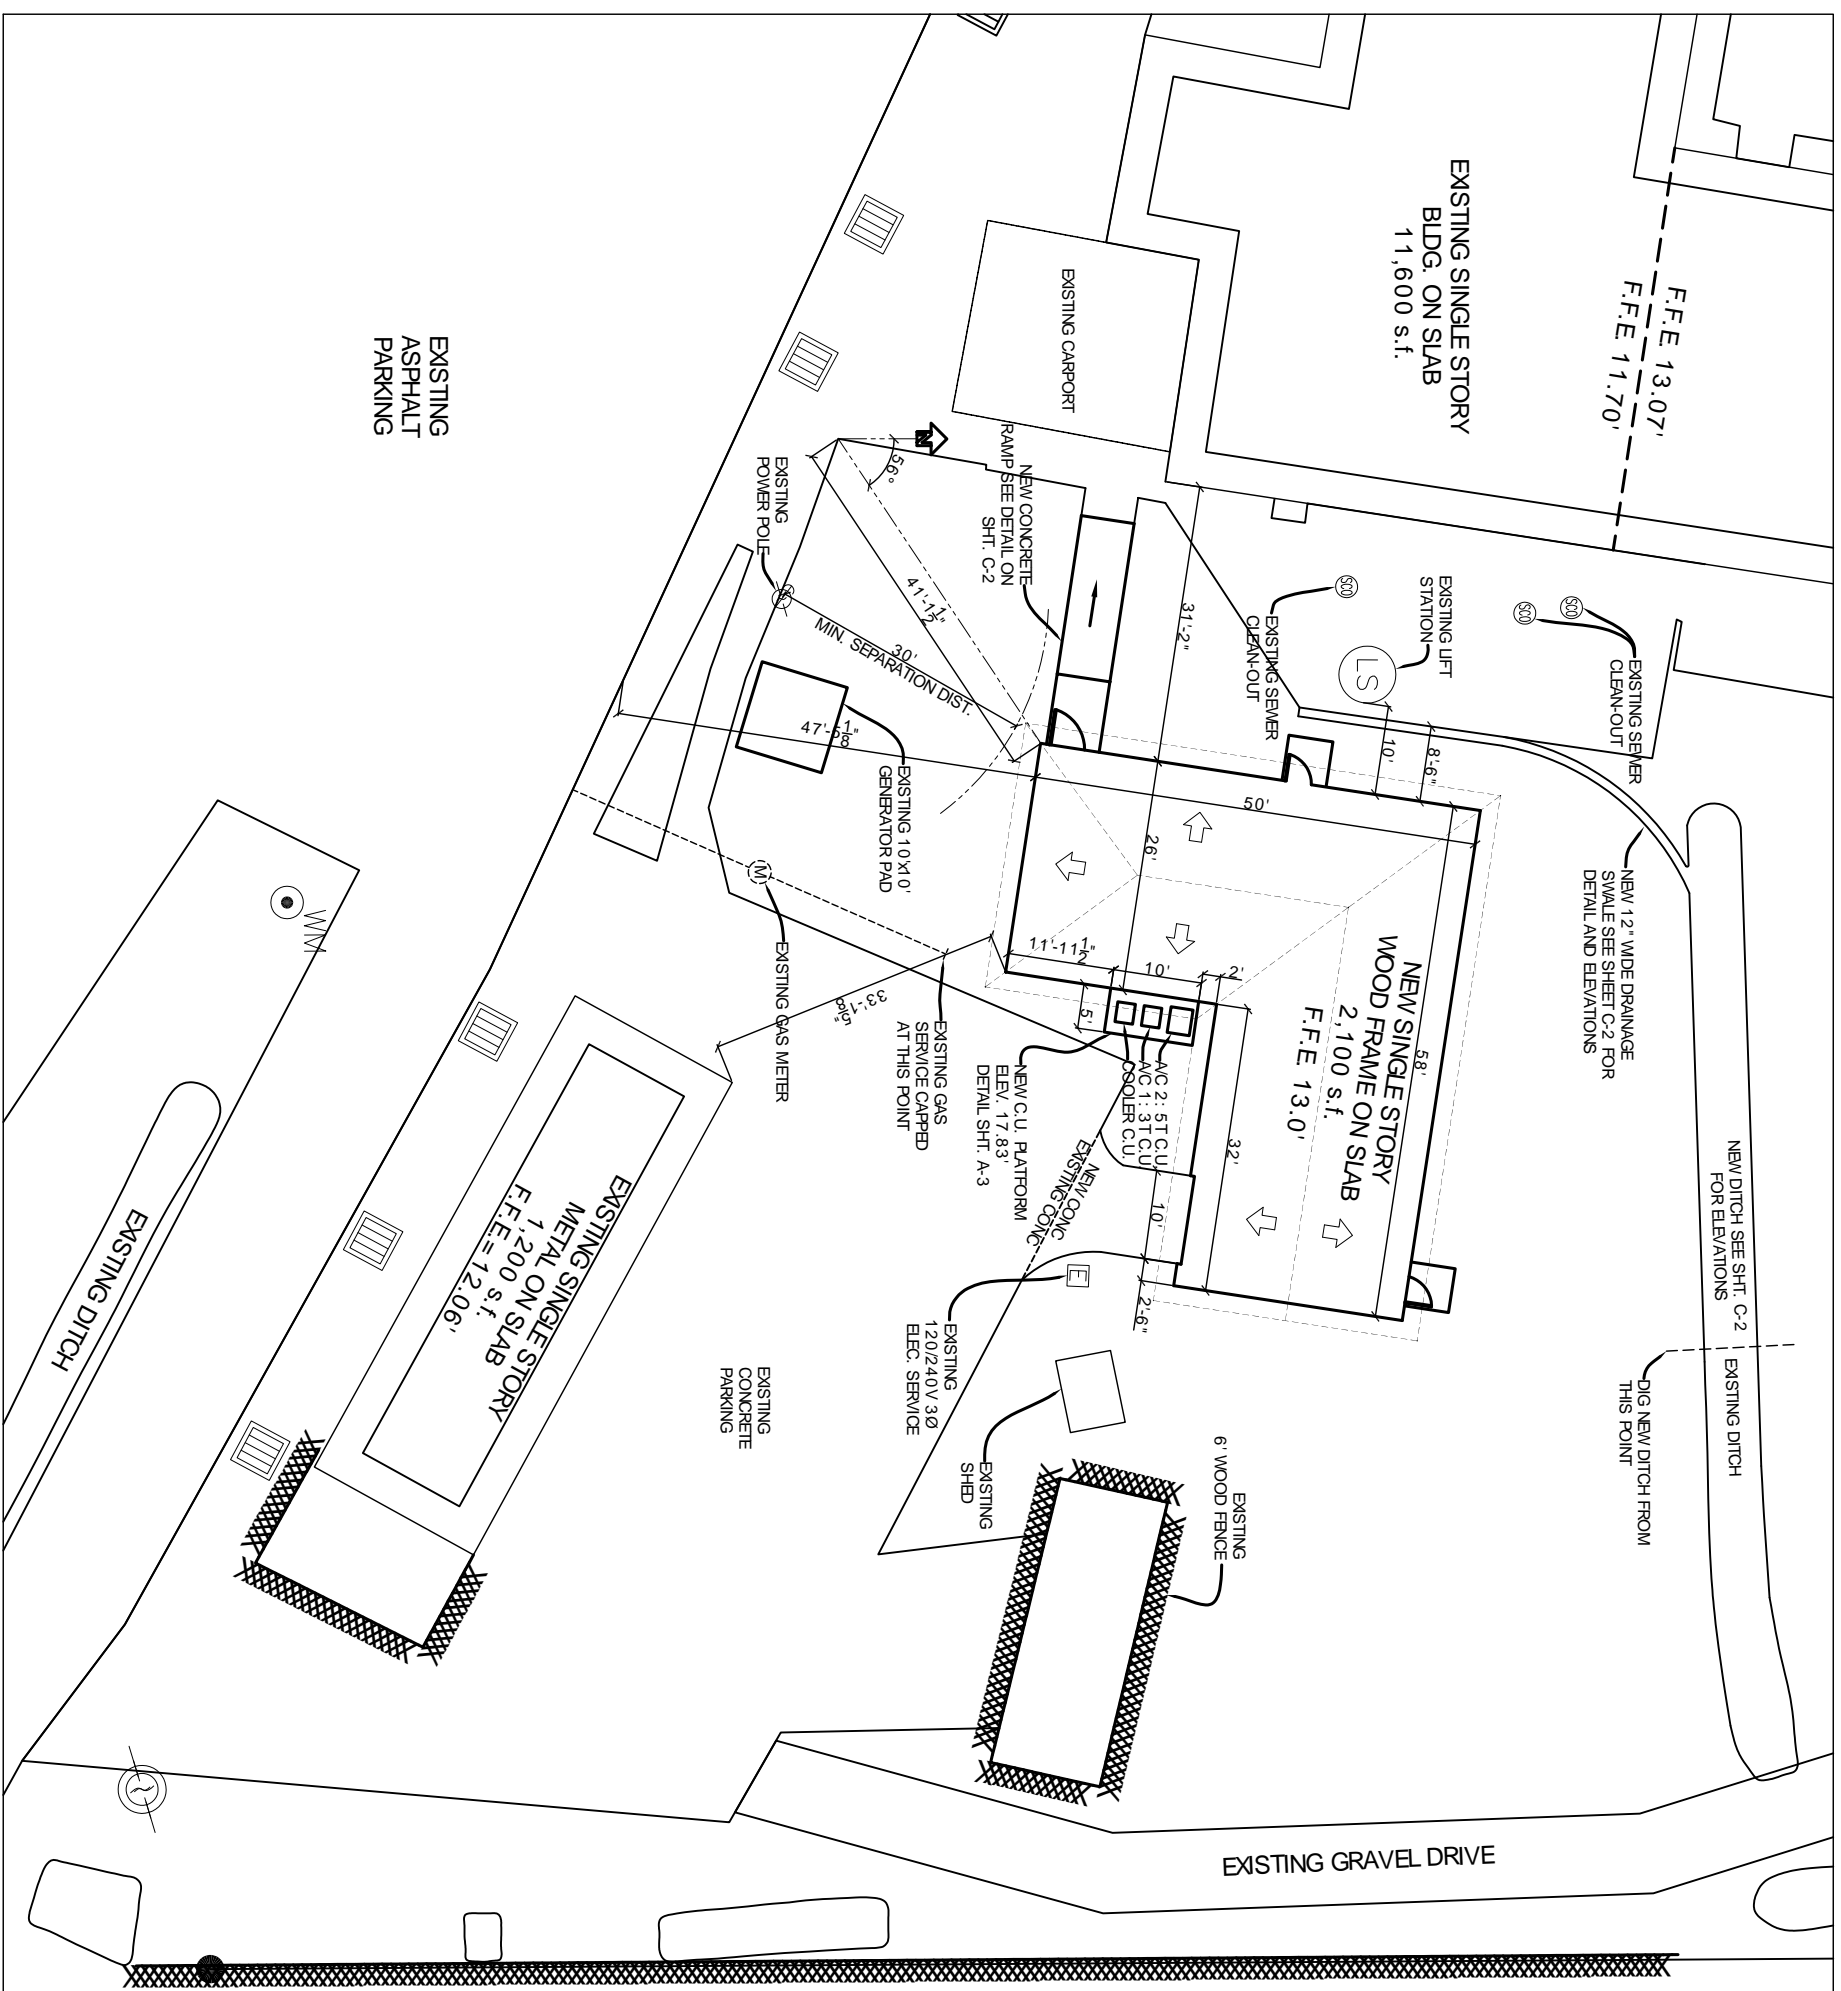 EXISTING SINGLE STORY
BLDG. ON SLAB
11,600 s.f.
F.F.E. 13.07'
F.F.E. 11.70'
EXISTING CARPORT
EXISTING
ASPHALT
PARKING
N
56°
NEW CONCRETE
RAMP SEE DETAIL ON
SHT. C-2
EXISTING
POWER POLE
41'-1 1/2"
30'
MIN. SEPARATION DIST.
47'-5 1/8"
31'-2"
SCO
EXISTING SEWER
CLEAN-OUT
EXISTING LIFT
STATION
LS
SCO
SCO
EXISTING SEWER
CLEAN-OUT
10'
8'-6"
EXISTING 10'x10'
GENERATOR PAD
50'
26'
NEW 12" WIDE DRAINAGE
SWALE SEE SHEET C-2 FOR
DETAIL AND ELEVATIONS
M
EXISTING GAS METER
WM
11'-11 1/2"
10'
2'
5'
NEW SINGLE STORY
WOOD FRAME ON SLAB
2,100 s.f.
F.F.E. 13.0'
58'
32'
33'-1 5/8"
EXISTING GAS
SERVICE CAPPED
AT THIS POINT
A/C 2: 5T C.U.
A/C 1: 3T C.U.
COOLER C.U.
NEW C.U. PLATFORM
ELEV. 17.83'
DETAIL SHT. A-3
NEW CONC
EXISTING CONC
10'
2'-6"
E
EXISTING
120/240V 3Ø
ELEC. SERVICE
EXISTING
SHED
EXISTING
6' WOOD FENCE
NEW DITCH SEE SHT. C-2
FOR ELEVATIONS
EXISTING DITCH
DIG NEW DITCH FROM
THIS POINT
EXISTING SINGLE STORY
METAL ON SLAB
1,200 s.f.
F.F.E.=12.06'
EXISTING
CONCRETE
PARKING
EXISTING DITCH
EXISTING GRAVEL DRIVE